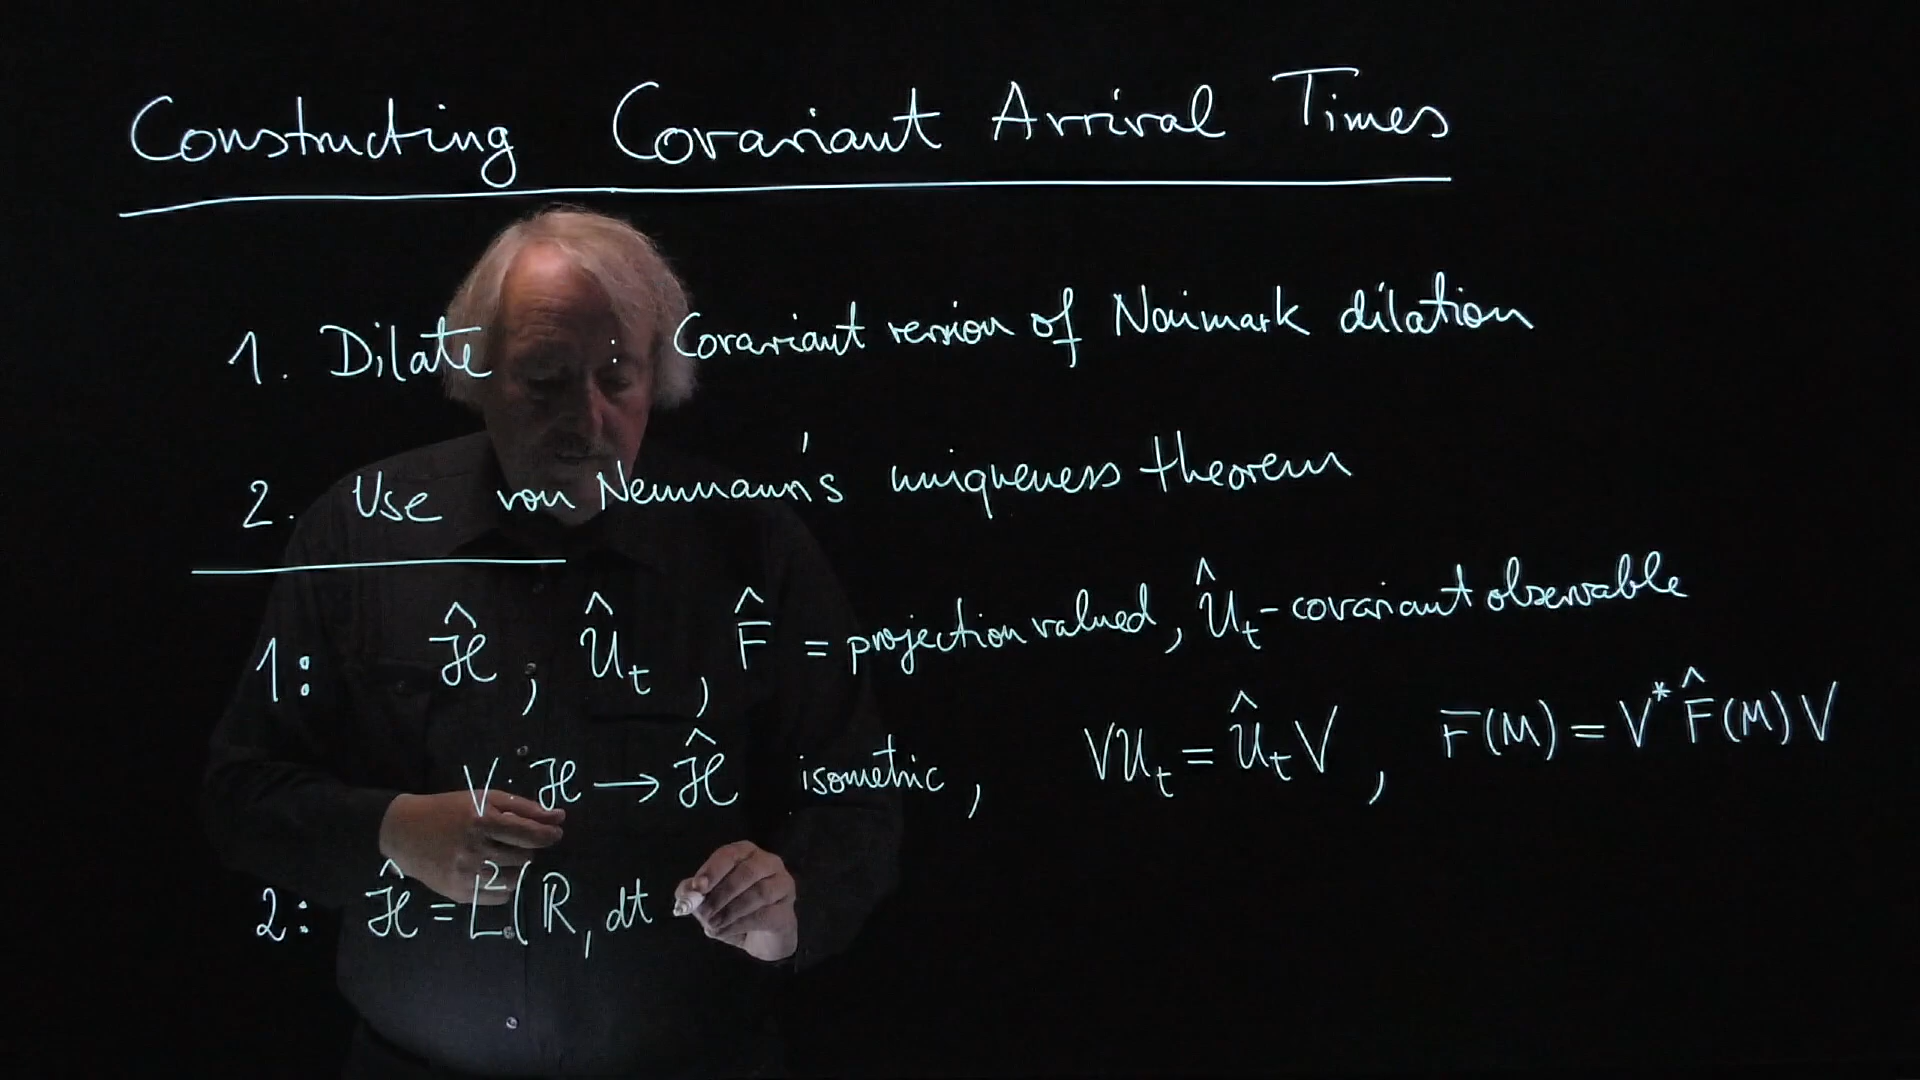 Constructing Covariant Arrival Times
1. Dilate : Covariant version of Naimark dilation
2. Use von Neumann's uniqueness theorem
1: Ĥ, Û_t, F̂ = projection valued, Û_t-covariant observable
V: H → Ĥ isometric, VU_t = Û_t V, F(M) = V* F̂(M) V
2: Ĥ = L²(ℝ, dt